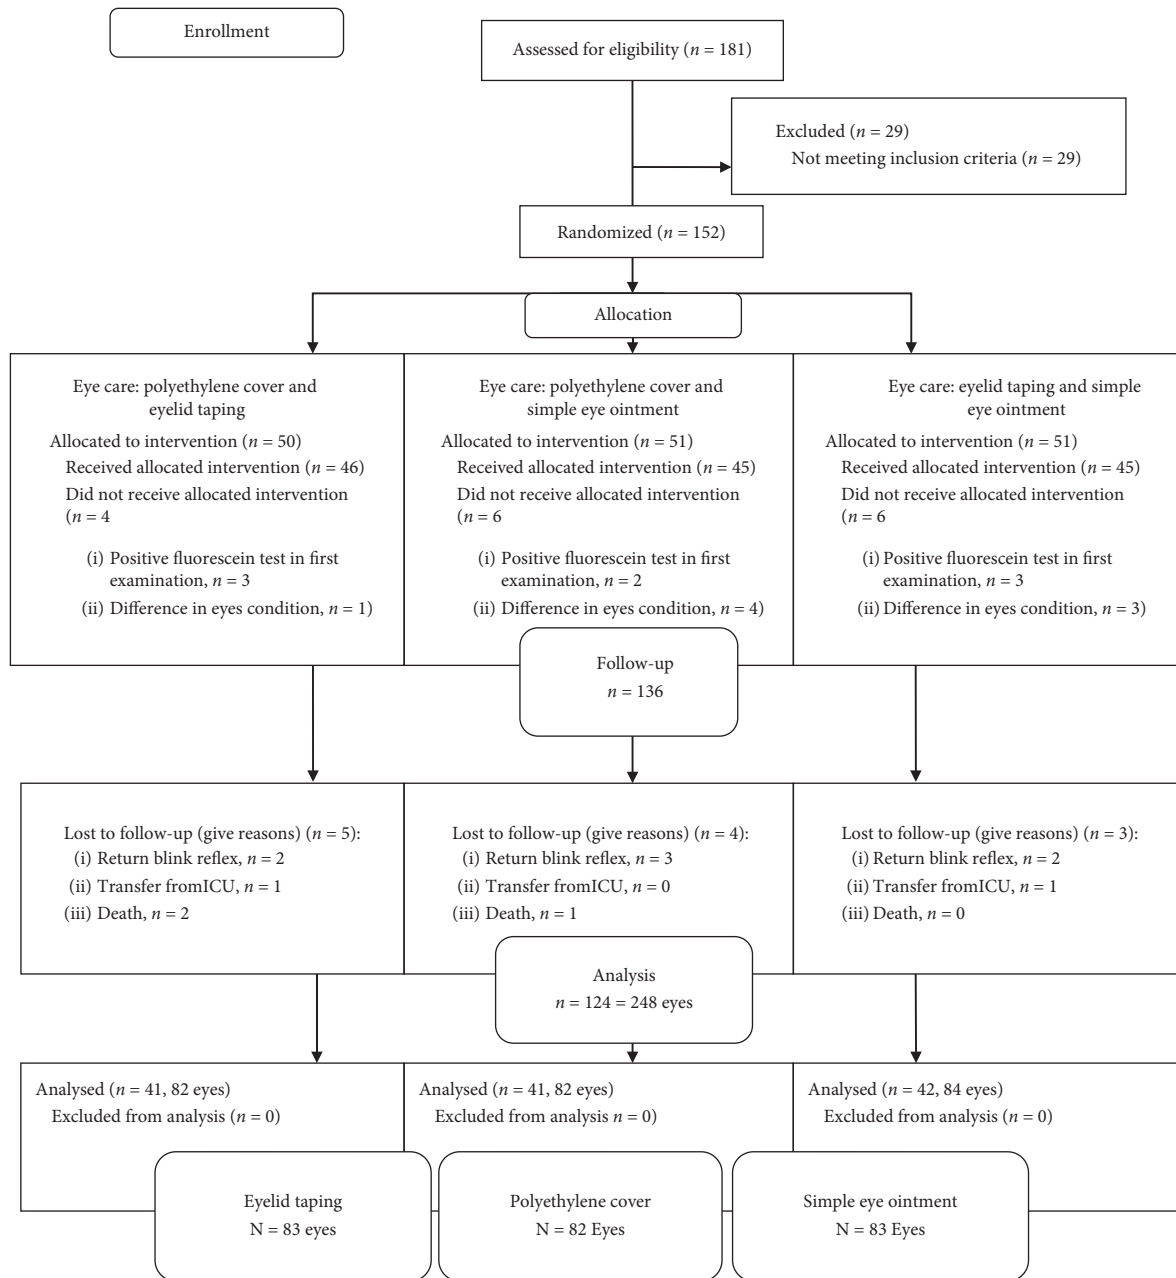 Enrollment
Assessed for eligibility (n = 181)
Excluded (n = 29)
Not meeting inclusion criteria (n = 29)
Randomized (n = 152)
Allocation
Eye care: polyethylene cover and
eyelid taping
Allocated to intervention (n = 50)
Received allocated intervention (n = 46)
Did not receive allocated intervention
(n = 4
(i) Positive fluorescein test in first
examination, n = 3
(ii) Difference in eyes condition, n = 1)
Eye care: polyethylene cover and
simple eye ointment
Allocated to intervention (n = 51)
Received allocated intervention (n = 45)
Did not receive allocated intervention
(n = 6
(i) Positive fluorescein test in first
examination, n = 2
(ii) Difference in eyes condition, n = 4)
Eye care: eyelid taping and simple
eye ointment
Allocated to intervention (n = 51)
Received allocated intervention (n = 45)
Did not receive allocated intervention
(n = 6
(i) Positive fluorescein test in first
examination, n = 3
(ii) Difference in eyes condition, n = 3)
Follow-up
n = 136
Lost to follow-up (give reasons) (n = 5):
(i) Return blink reflex, n = 2
(ii) Transfer fromICU, n = 1
(iii) Death, n = 2
Lost to follow-up (give reasons) (n = 4):
(i) Return blink reflex, n = 3
(ii) Transfer fromICU, n = 0
(iii) Death, n = 1
Lost to follow-up (give reasons) (n = 3):
(i) Return blink reflex, n = 2
(ii) Transfer fromICU, n = 1
(iii) Death, n = 0
Analysis
n = 124 = 248 eyes
Analysed (n = 41, 82 eyes)
Excluded from analysis (n = 0)
Analysed (n = 41, 82 eyes)
Excluded from analysis n = 0)
Analysed (n = 42, 84 eyes)
Excluded from analysis (n = 0)
Eyelid taping
N = 83 eyes
Polyethylene cover
N = 82 Eyes
Simple eye ointment
N = 83 Eyes